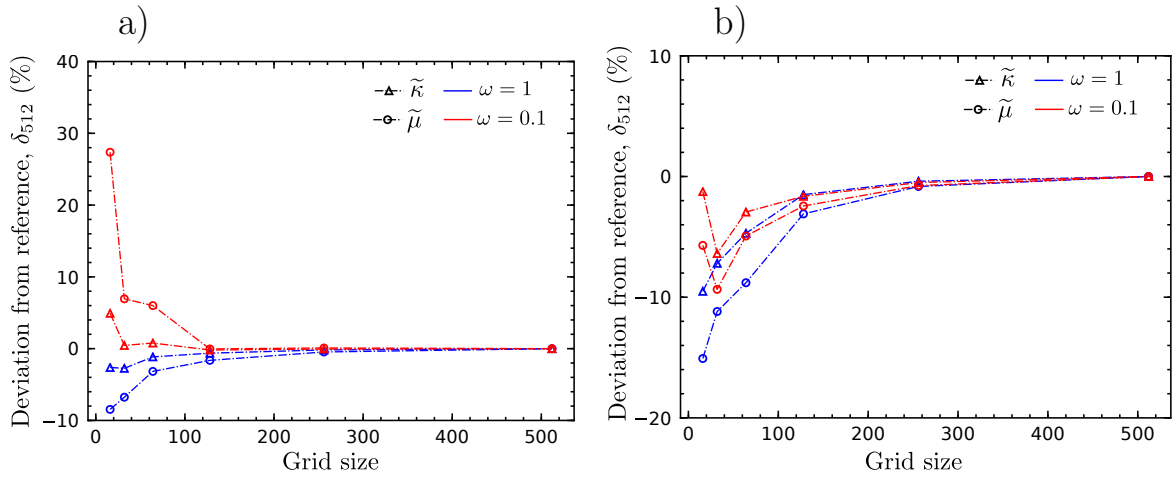 a)
Deviation from reference, δ₅₁₂ (%)
40
30
20
10
0
−10
κ̃
μ̃
ω = 1
ω = 0.1
0
100
200
300
400
500
Grid size
b)
Deviation from reference, δ₅₁₂ (%)
10
0
−10
−20
κ̃
μ̃
ω = 1
ω = 0.1
0
100
200
300
400
500
Grid size